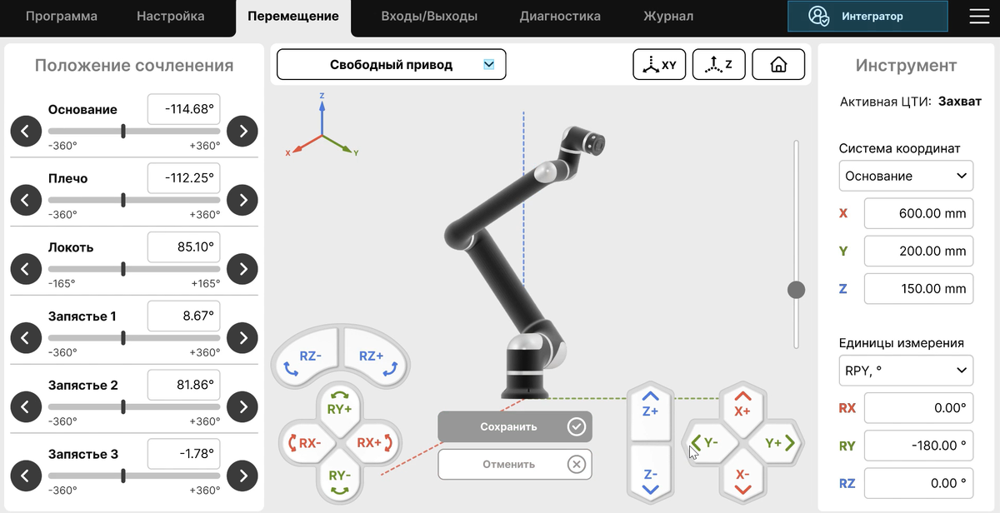 Программа
Настройка
Перемещение
Входы/Выходы
Диагностика
Журнал
Интегратор
Положение сочленения
Основание
-114.68°
-360°
+360°
Плечо
-112.25°
-360°
+360°
Локоть
85.10°
-165°
+165°
Запястье 1
8.67°
-360°
+360°
Запястье 2
81.86°
-360°
+360°
Запястье 3
-1.78°
-360°
+360°
Свободный привод
XY
Z
Z
X
Y
RZ-
RZ+
RY+
RX-
RX+
RY-
Сохранить
Отменить
Z+
Z-
X+
Y-
Y+
X-
Инструмент
Активная ЦТИ: Захват
Система координат
Основание
X 600.00 mm
Y 200.00 mm
Z 150.00 mm
Единицы измерения
RPY, °
RX 0.00°
RY -180.00 °
RZ 0.00 °